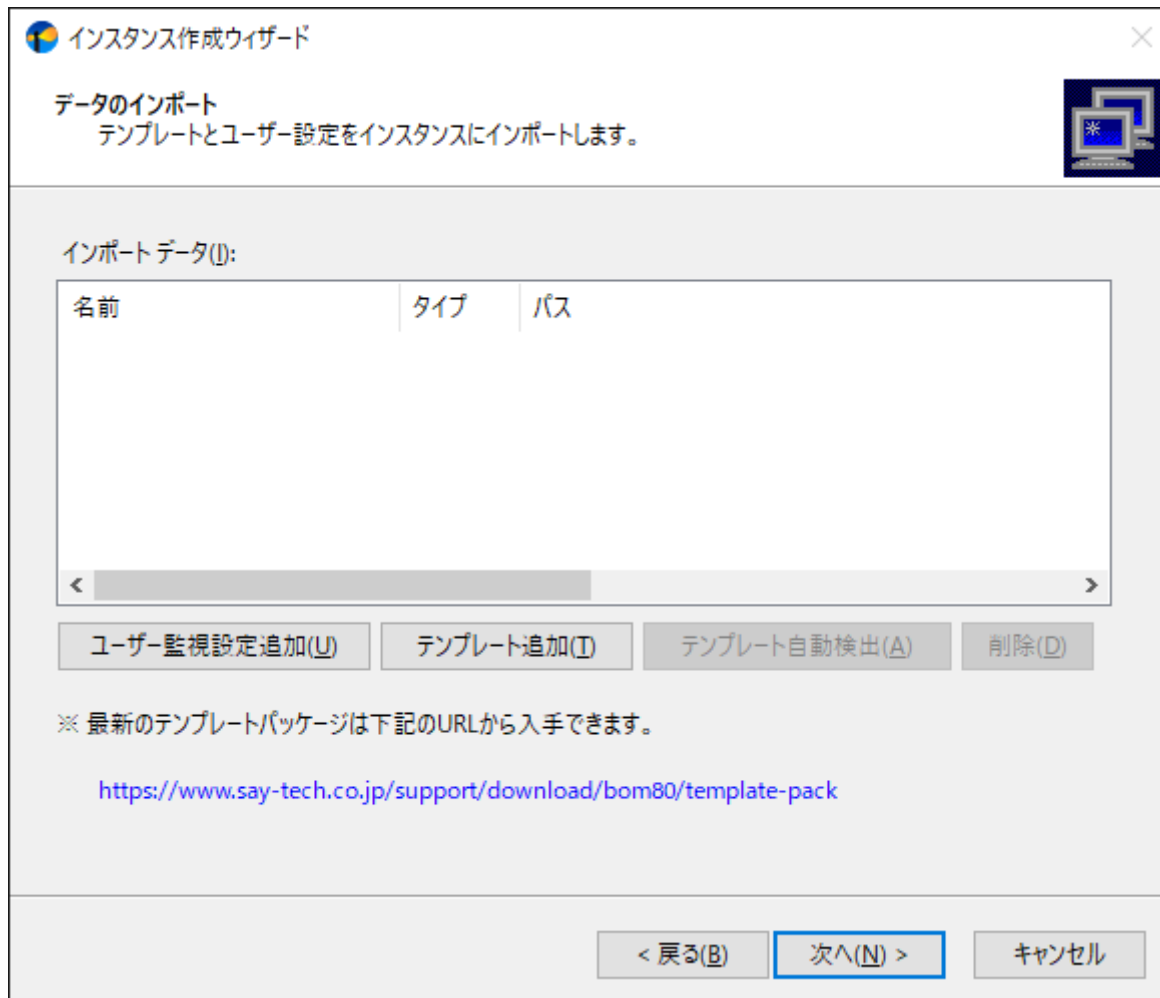 インスタンス作成ウィザード
データのインポート
テンプレートとユーザー設定をインスタンスにインポートします。
インポート データ(I):
名前 タイプ パス
ユーザー監視設定追加(U) テンプレート追加(T) テンプレート自動検出(A) 削除(D)
※ 最新のテンプレートパッケージは下記のURLから入手できます。
https://www.say-tech.co.jp/support/download/bom80/template-pack
< 戻る(B) 次へ(N) > キャンセル